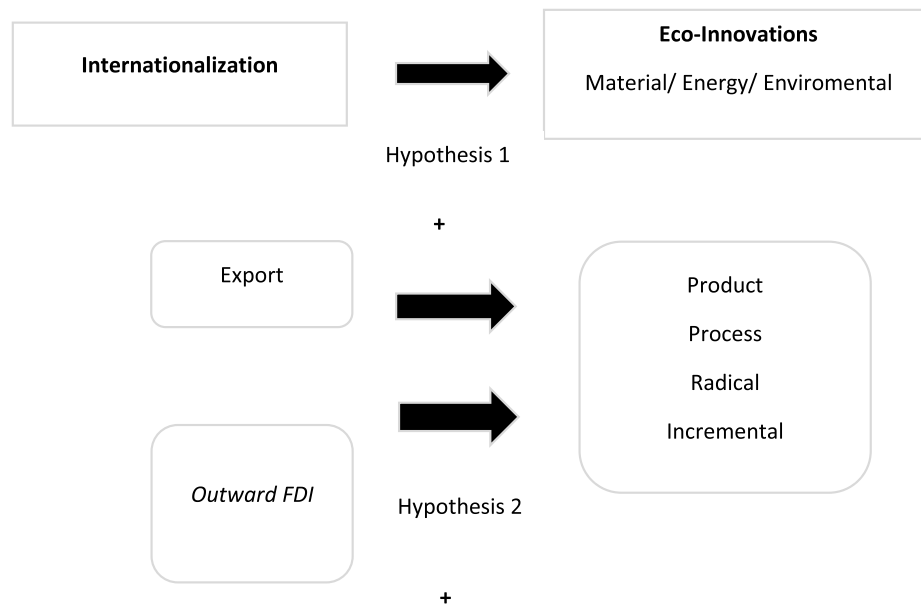 Internationalization
Eco-Innovations
Material/ Energy/ Enviromental
Hypothesis 1
+
Export
Product
Process
Radical
Incremental
Outward FDI
Hypothesis 2
+